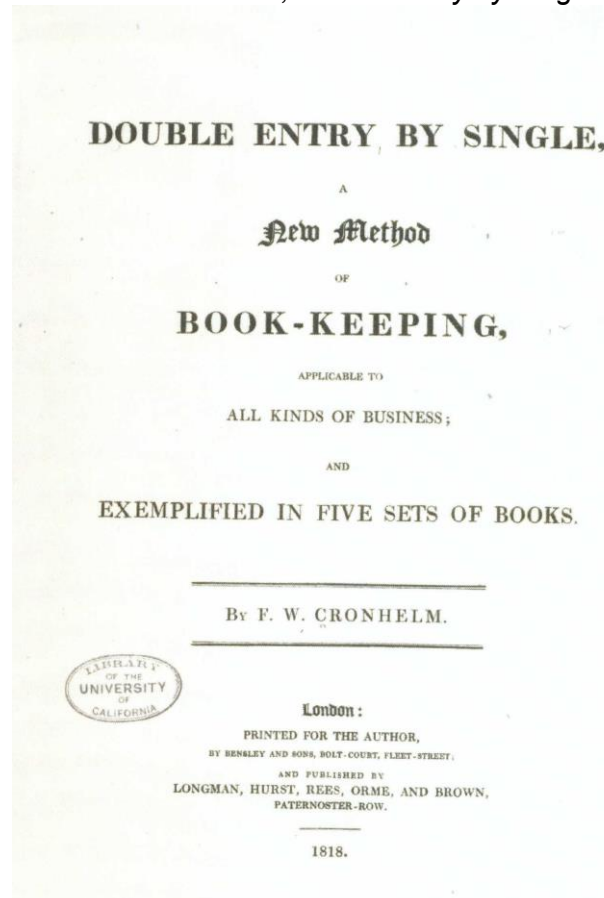 DOUBLE ENTRY BY SINGLE,
A
New Method
OF
BOOK-KEEPING,
APPLICABLE TO
ALL KINDS OF BUSINESS;
AND
EXEMPLIFIED IN FIVE SETS OF BOOKS.
By F. W. CRONHELM.
LIBRARY
OF THE
UNIVERSITY
OF
CALIFORNIA
London:
PRINTED FOR THE AUTHOR,
BY BENSLEY AND SONS, BOLT-COURT, FLEET-STREET;
AND PUBLISHED BY
LONGMAN, HURST, REES, ORME, AND BROWN,
PATERNOSTER-ROW.
1818.